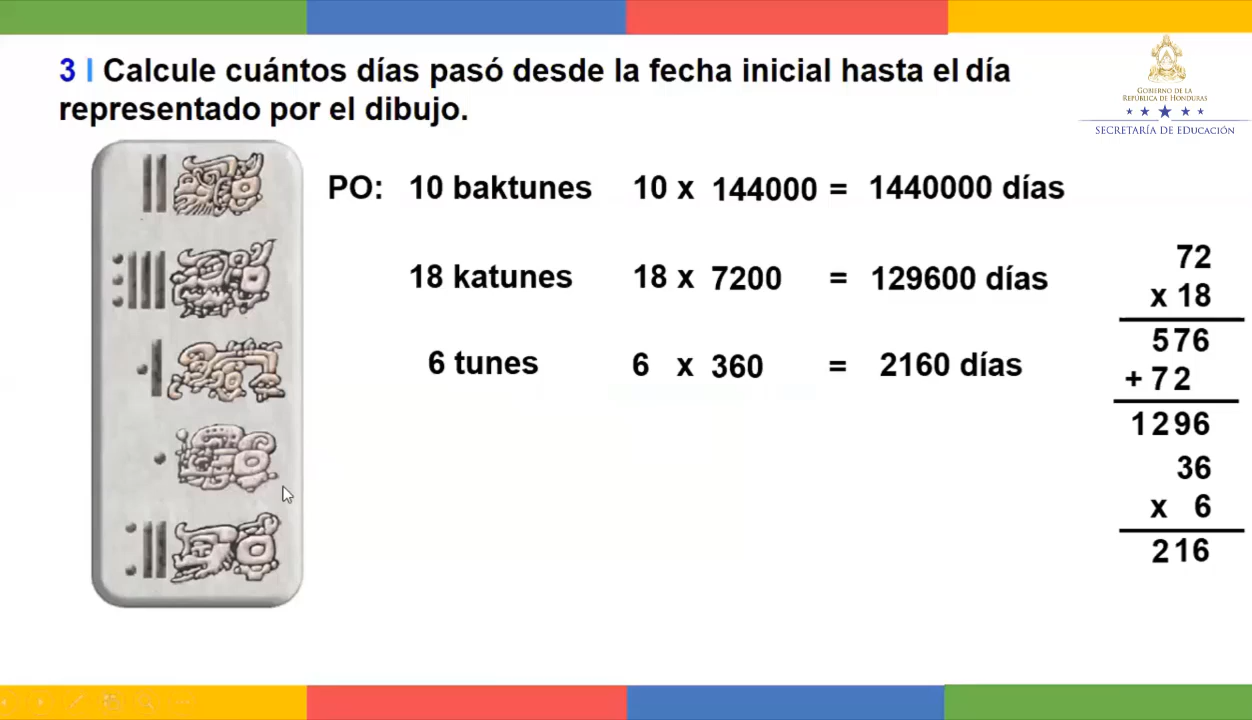 3 | Calcule cuántos días pasó desde la fecha inicial hasta el día
representado por el dibujo.
GOBIERNO DE LA
REPÚBLICA DE HONDURAS
SECRETARÍA DE EDUCACIÓN
PO: 10 baktunes 10 x 144000 = 1440000 días
18 katunes 18 x 7200 = 129600 días
6 tunes 6 x 360 = 2160 días
72
x 18
576
+ 72
1296
36
x 6
216